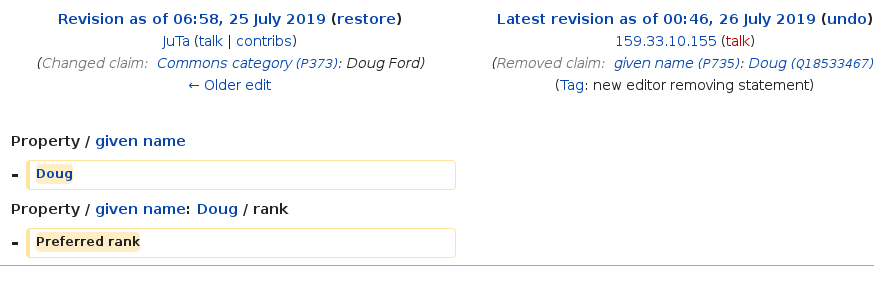 Revision as of 06:58, 25 July 2019 (restore)
JuTa (talk | contribs)
(Changed claim: Commons category (P373): Doug Ford)
← Older edit
Latest revision as of 00:46, 26 July 2019 (undo)
159.33.10.155 (talk)
(Removed claim: given name (P735): Doug (Q18533467)
(Tag: new editor removing statement)
Property / given name
- Doug
Property / given name: Doug / rank
- Preferred rank